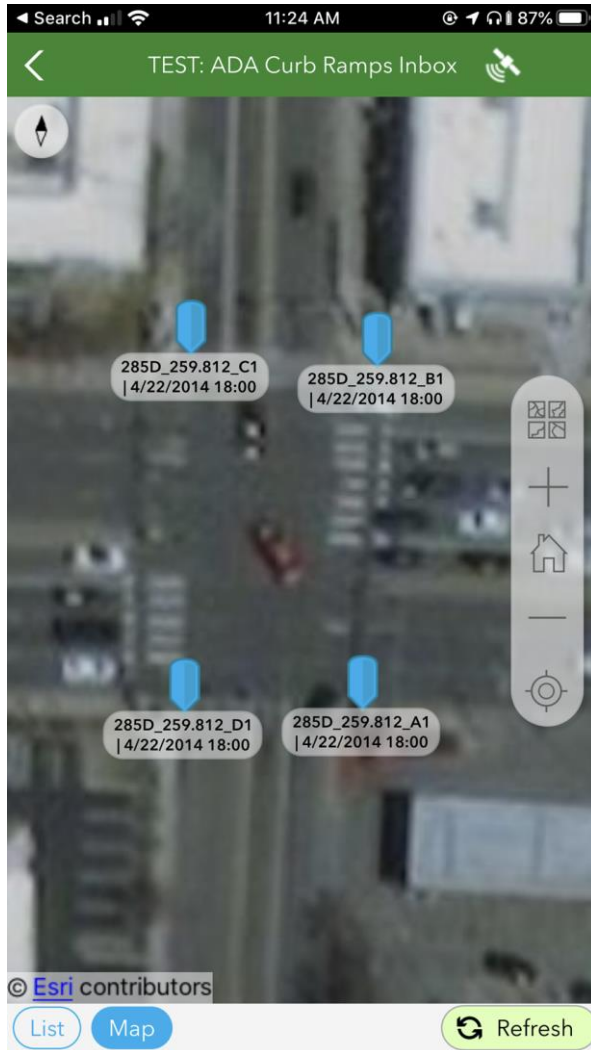 Search 11:24 AM 87%
TEST: ADA Curb Ramps Inbox
285D_259.812_C1
| 4/22/2014 18:00
285D_259.812_B1
| 4/22/2014 18:00
285D_259.812_D1
| 4/22/2014 18:00
285D_259.812_A1
| 4/22/2014 18:00
© Esri contributors
List Map Refresh